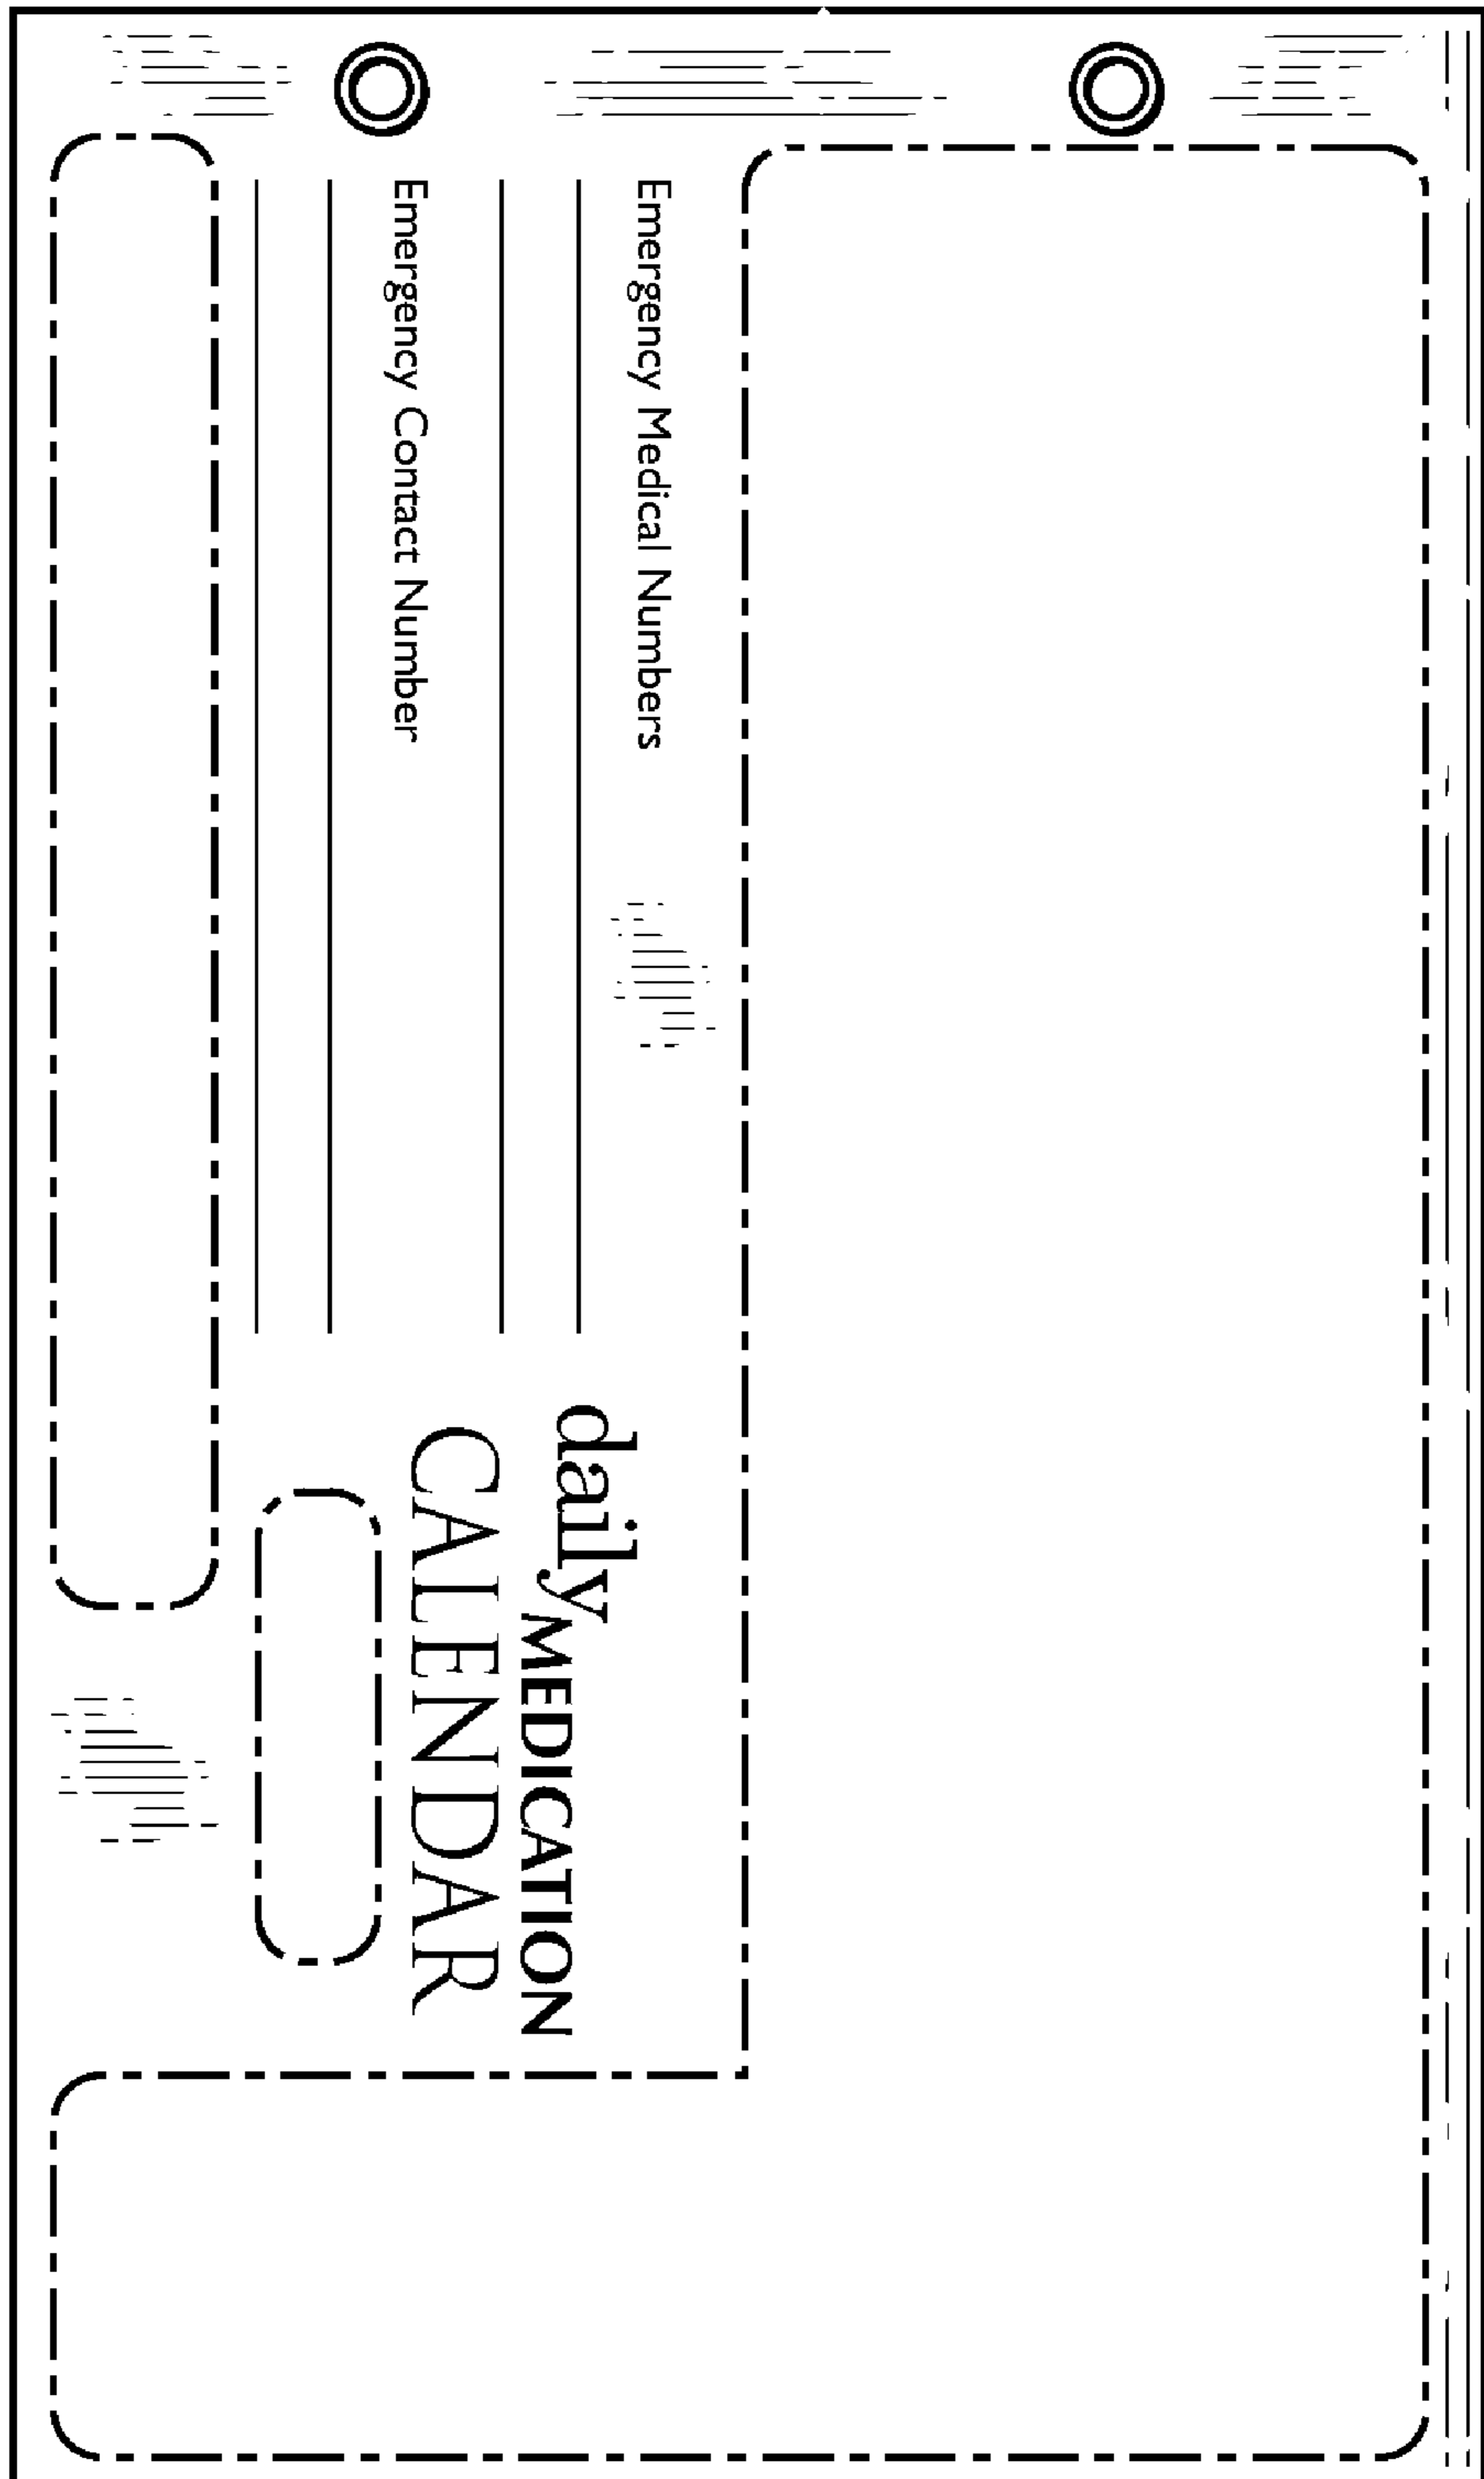 Emergency Medical Numbers
Emergency Contact Number
daily
MEDICATION
CALENDAR